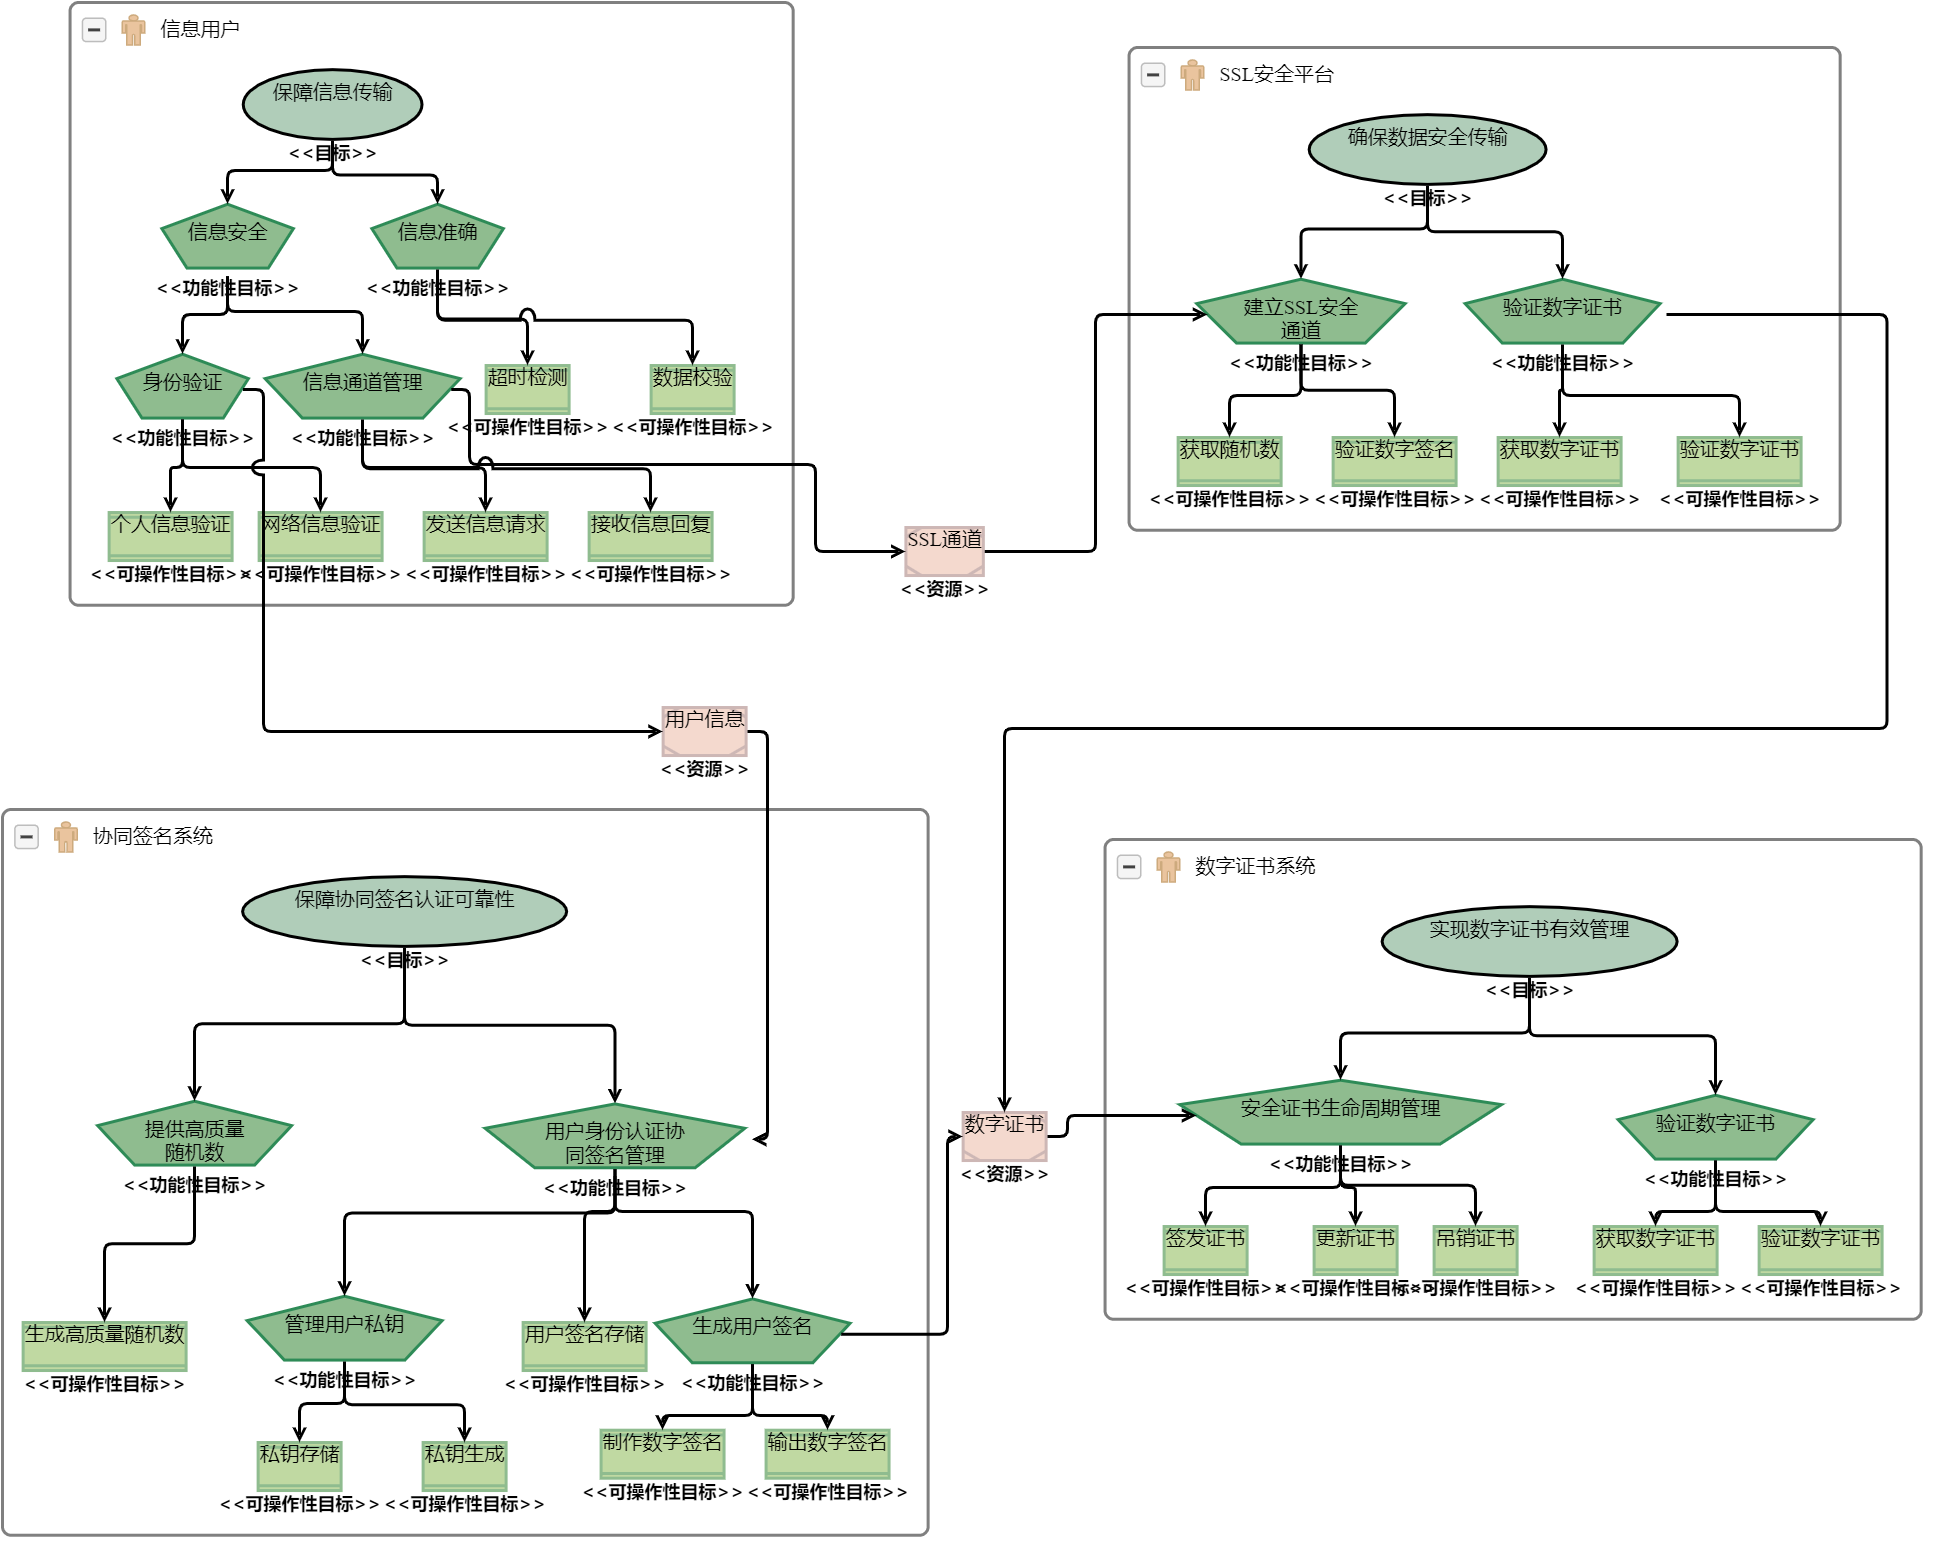 信息用户
保障信息传输
<<目标>>
信息安全
<<功能性目标>>
信息准确
<<功能性目标>>
身份验证
<<功能性目标>>
信息通道管理
<<功能性目标>>
超时检测
<<可操作性目标>>
数据校验
<<可操作性目标>>
个人信息验证
<<可操作性目标>>
网络信息验证
<<可操作性目标>>
发送信息请求
<<可操作性目标>>
接收信息回复
<<可操作性目标>>
SSL安全平台
确保数据安全传输
<<目标>>
建立SSL安全
通道
<<功能性目标>>
验证数字证书
<<功能性目标>>
获取随机数
<<可操作性目标>>
验证数字签名
<<可操作性目标>>
获取数字证书
<<可操作性目标>>
验证数字证书
<<可操作性目标>>
SSL通道
<<资源>>
用户信息
<<资源>>
协同签名系统
保障协同签名认证可靠性
<<目标>>
提供高质量
随机数
<<功能性目标>>
用户身份认证协
同签名管理
<<功能性目标>>
生成高质量随机数
<<可操作性目标>>
管理用户私钥
<<功能性目标>>
用户签名存储
<<可操作性目标>>
生成用户签名
<<功能性目标>>
私钥存储
<<可操作性目标>>
私钥生成
<<可操作性目标>>
制作数字签名
<<可操作性目标>>
输出数字签名
<<可操作性目标>>
数字证书
<<资源>>
数字证书系统
实现数字证书有效管理
<<目标>>
安全证书生命周期管理
<<功能性目标>>
验证数字证书
<<功能性目标>>
签发证书
<<可操作性目标>>
更新证书
<<可操作性目标>>
吊销证书
<<可操作性目标>>
获取数字证书
<<可操作性目标>>
验证数字证书
<<可操作性目标>>